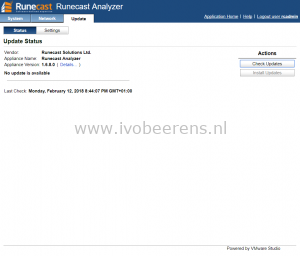 Runecast Runecast Analyzer
System Network Update
Application Home | Help | Logout user rcadmin
Status Settings
Update Status
Vendor: Runecast Solutions Ltd.
Appliance Name: Runecast Analyzer
Appliance Version: 1.6.8.0 ( Details... )
No update is available
Last Check: Monday, February 12, 2018 8:44:07 PM GMT+01:00
Actions
Check Updates
Install Updates
www.ivobeerens.nl
Powered by VMware Studio